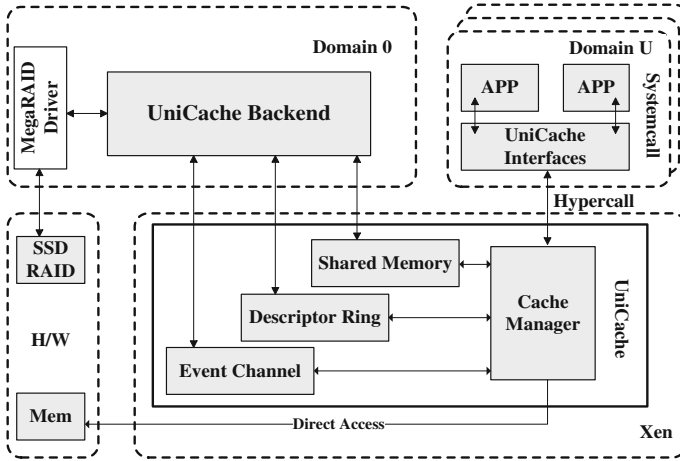 Domain 0
MegaRAID
Driver
UniCache Backend
Domain U
APP
APP
Systemcall
UniCache
Interfaces
Hypercall
SSD
RAID
H/W
Mem
Shared Memory
Descriptor Ring
Event Channel
Cache
Manager
UniCache
Direct Access
Xen